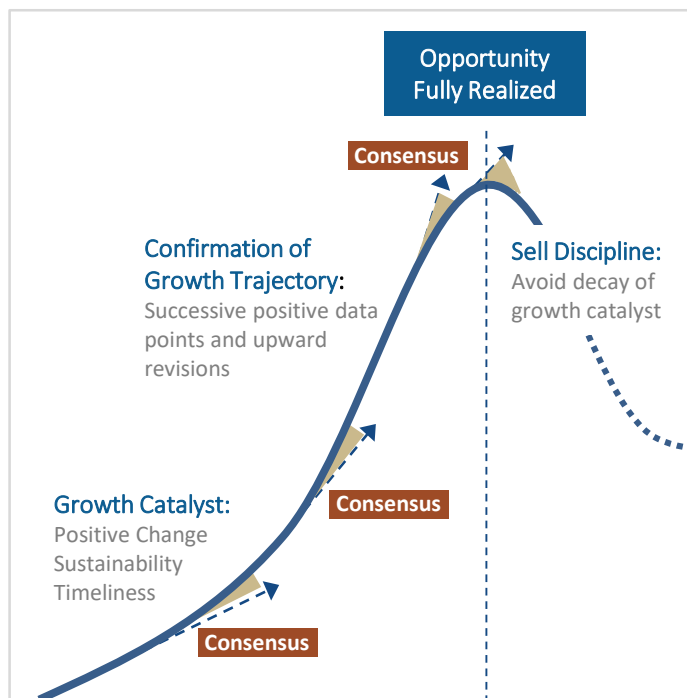 Opportunity
Fully Realized
Consensus
Confirmation of
Growth Trajectory:
Successive positive data
points and upward
revisions
Sell Discipline:
Avoid decay of
growth catalyst
Growth Catalyst:
Positive Change
Sustainability
Timeliness
Consensus
Consensus